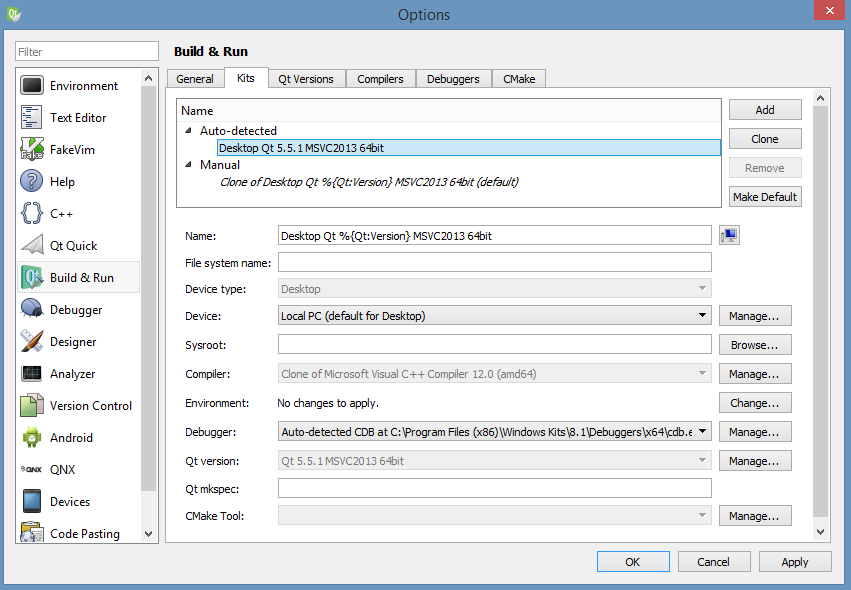 Options
Filter
Build & Run
Environment
Text Editor
FakeVim
Help
C++
Qt Quick
Build & Run
Debugger
Designer
Analyzer
Version Control
Android
QNX
Devices
Code Pasting
General Kits Qt Versions Compilers Debuggers CMake
Name
Auto-detected
Desktop Qt 5.5.1 MSVC2013 64bit
Manual
Clone of Desktop Qt %{Qt:Version} MSVC2013 64bit (default)
Add
Clone
Remove
Make Default
Name: Desktop Qt %{Qt:Version} MSVC2013 64bit
File system name:
Device type: Desktop
Device: Local PC (default for Desktop) Manage...
Sysroot: Browse...
Compiler: Clone of Microsoft Visual C++ Compiler 12.0 (amd64) Manage...
Environment: No changes to apply. Change...
Debugger: Auto-detected CDB at C:\Program Files (x86)\Windows Kits\8.1\Debuggers\x64\cdb.e Manage...
Qt version: Qt 5.5.1 MSVC2013 64bit Manage...
Qt mkspec:
CMake Tool: Manage...
OK Cancel Apply